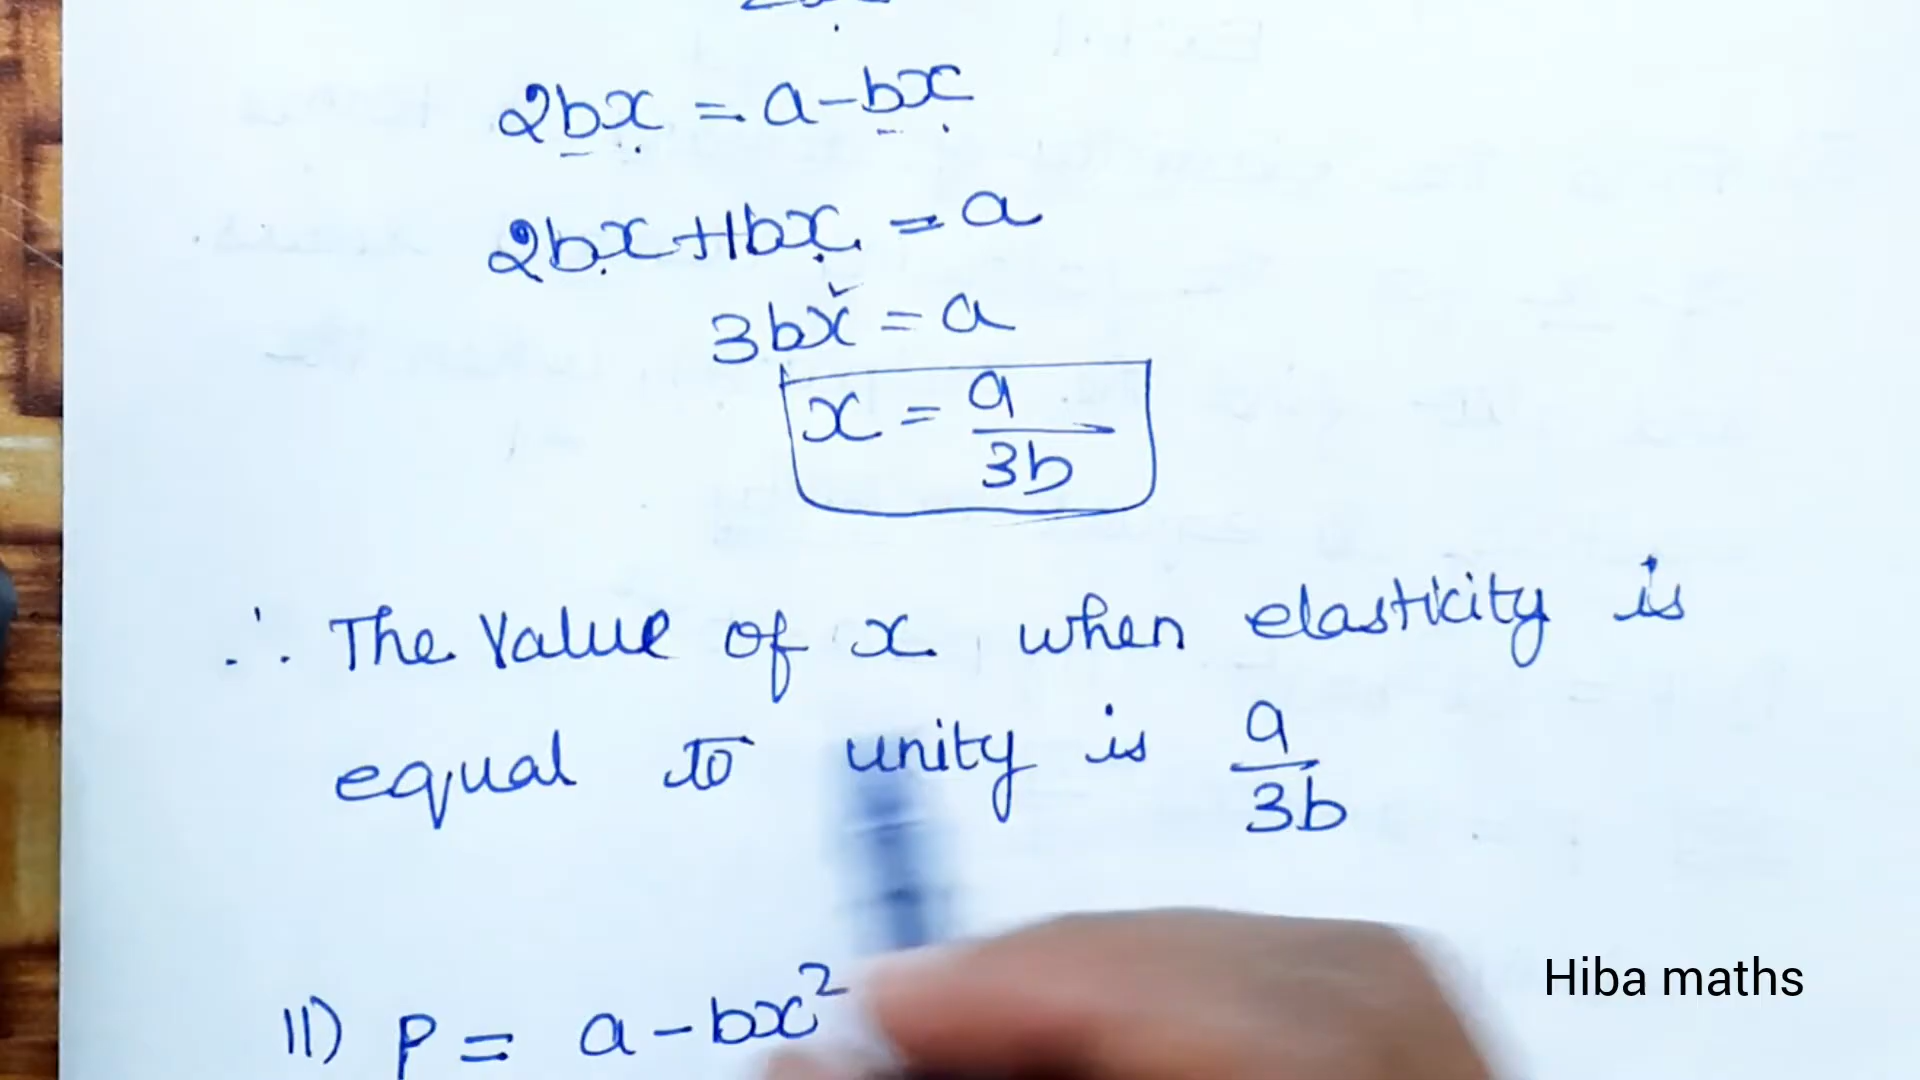 2bx = a-bx
2bx+1bx = a
3bx = a
x = a/3b
∴ The Value of x when elasticity is
equal to unity is a/3b
II) P = a-bx²
Hiba maths